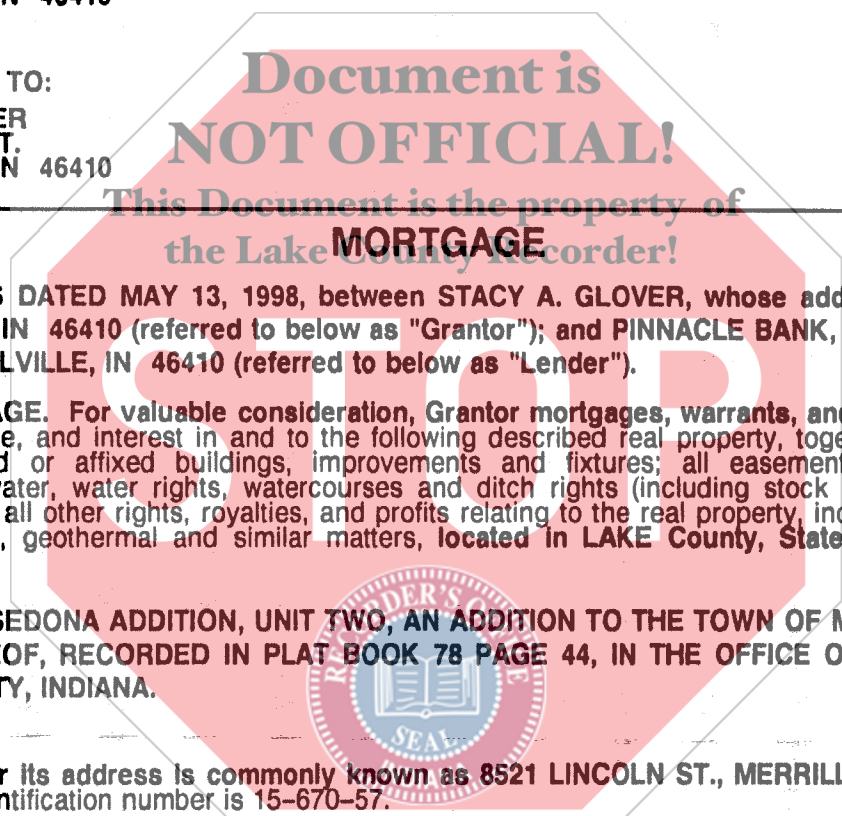 IN 46410
TO:
ER
T.
N 46410
Document is
NOT OFFICIAL!
This Document is the property of
the Lake County Recorder!
MORTGAGE
S DATED MAY 13, 1998, between STACY A. GLOVER, whose add
IN 46410 (referred to below as "Grantor"); and PINNACLE BANK,
LVILLE, IN 46410 (referred to below as "Lender").
AGE. For valuable consideration, Grantor mortgages, warrants, and
e, and interest in and to the following described real property, toge
d or affixed buildings, improvements and fixtures; all easement
ater, water rights, watercourses and ditch rights (including stock
all other rights, royalties, and profits relating to the real property, inc
, geothermal and similar matters, located in LAKE County, State
STOP
SEDONA ADDITION, UNIT TWO, AN ADDITION TO THE TOWN OF M
OF, RECORDED IN PLAT BOOK 78 PAGE 44, IN THE OFFICE O
TY, INDIANA.
RECORDER'S OFFICE
SEAL
INDIANA
r its address is commonly known as 8521 LINCOLN ST., MERRILL
ntification number is 15-670-57.